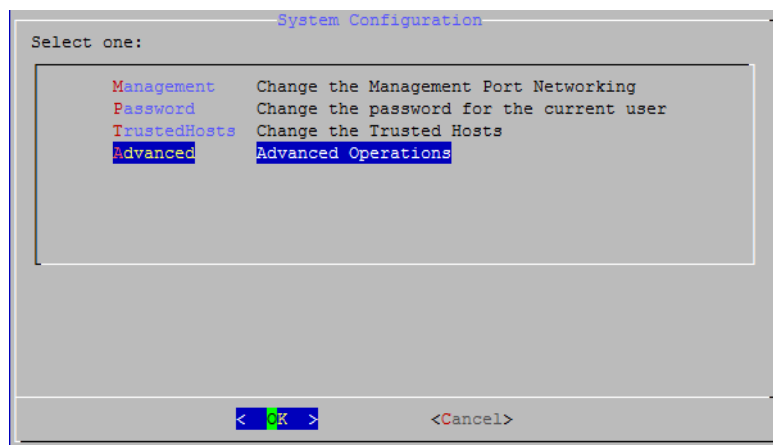 System Configuration
Select one:
Management Change the Management Port Networking
Password Change the password for the current user
TrustedHosts Change the Trusted Hosts
Advanced Advanced Operations
< OK > <Cancel>